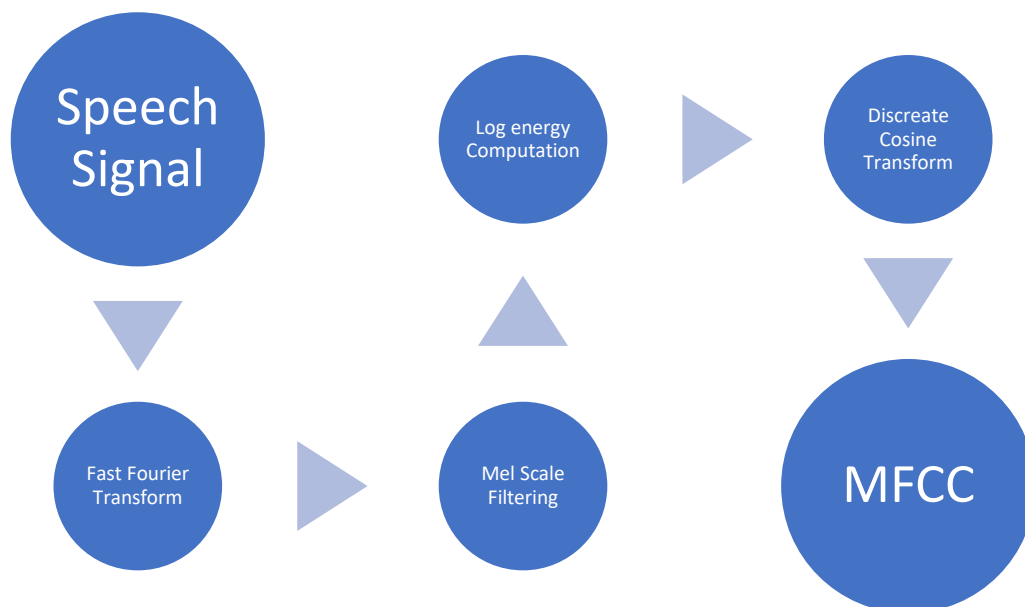 Speech
Signal
Fast Fourier
Transform
Mel Scale
Filtering
Log energy
Computation
Discreate
Cosine
Transform
MFCC